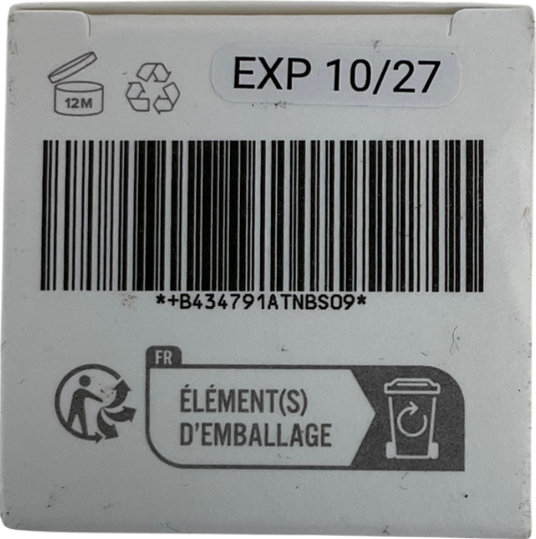 12M
EXP 10/27
*+B434791ATNBS09*
FR
ÉLÉMENT(S)
D'EMBALLAGE